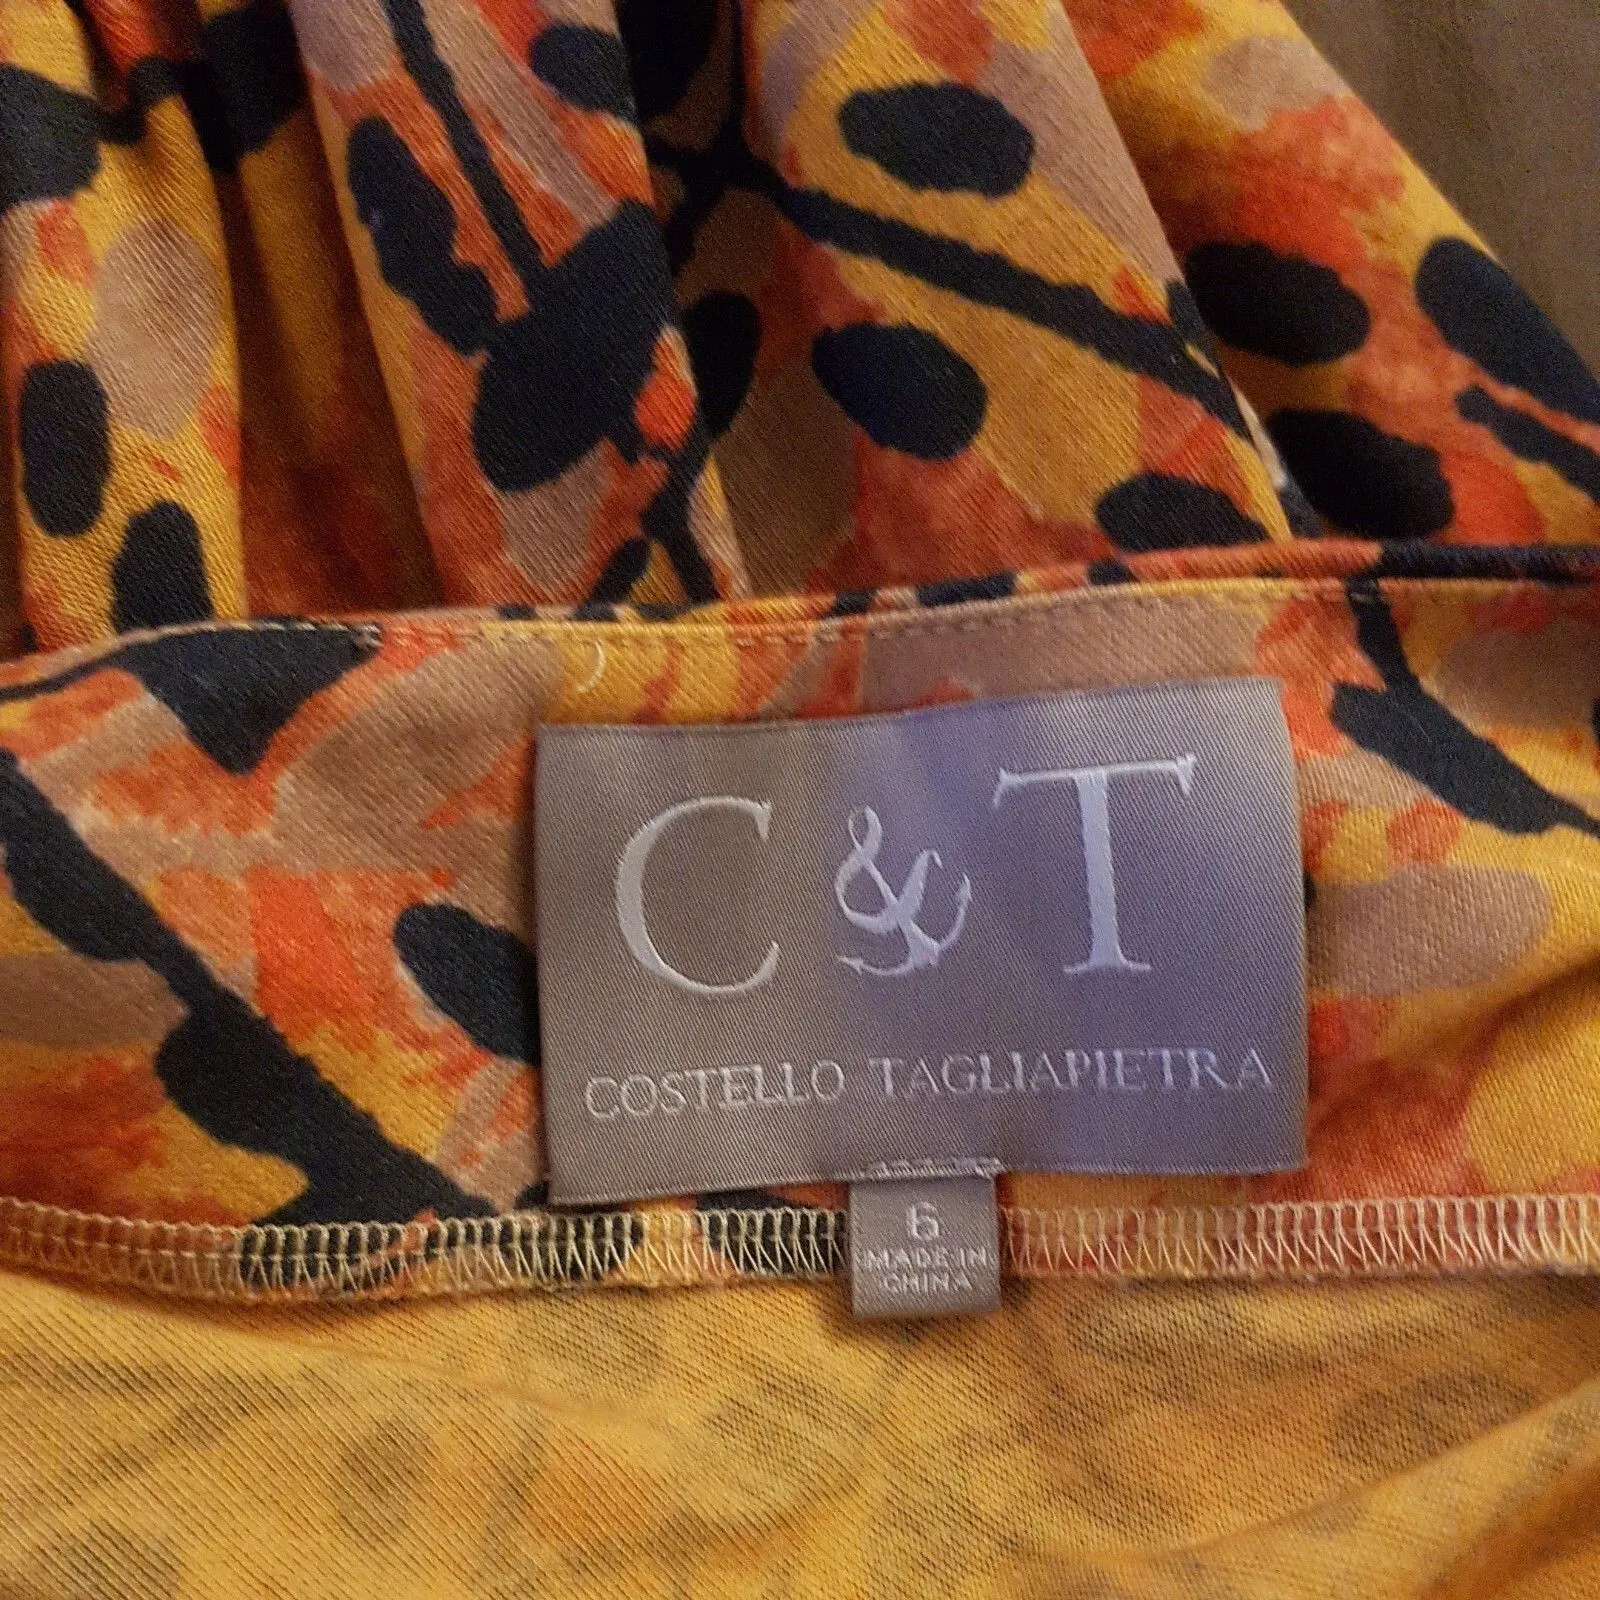 C & T
COSTELLO TAGLIAPIETRA
6
MADE IN
CHINA